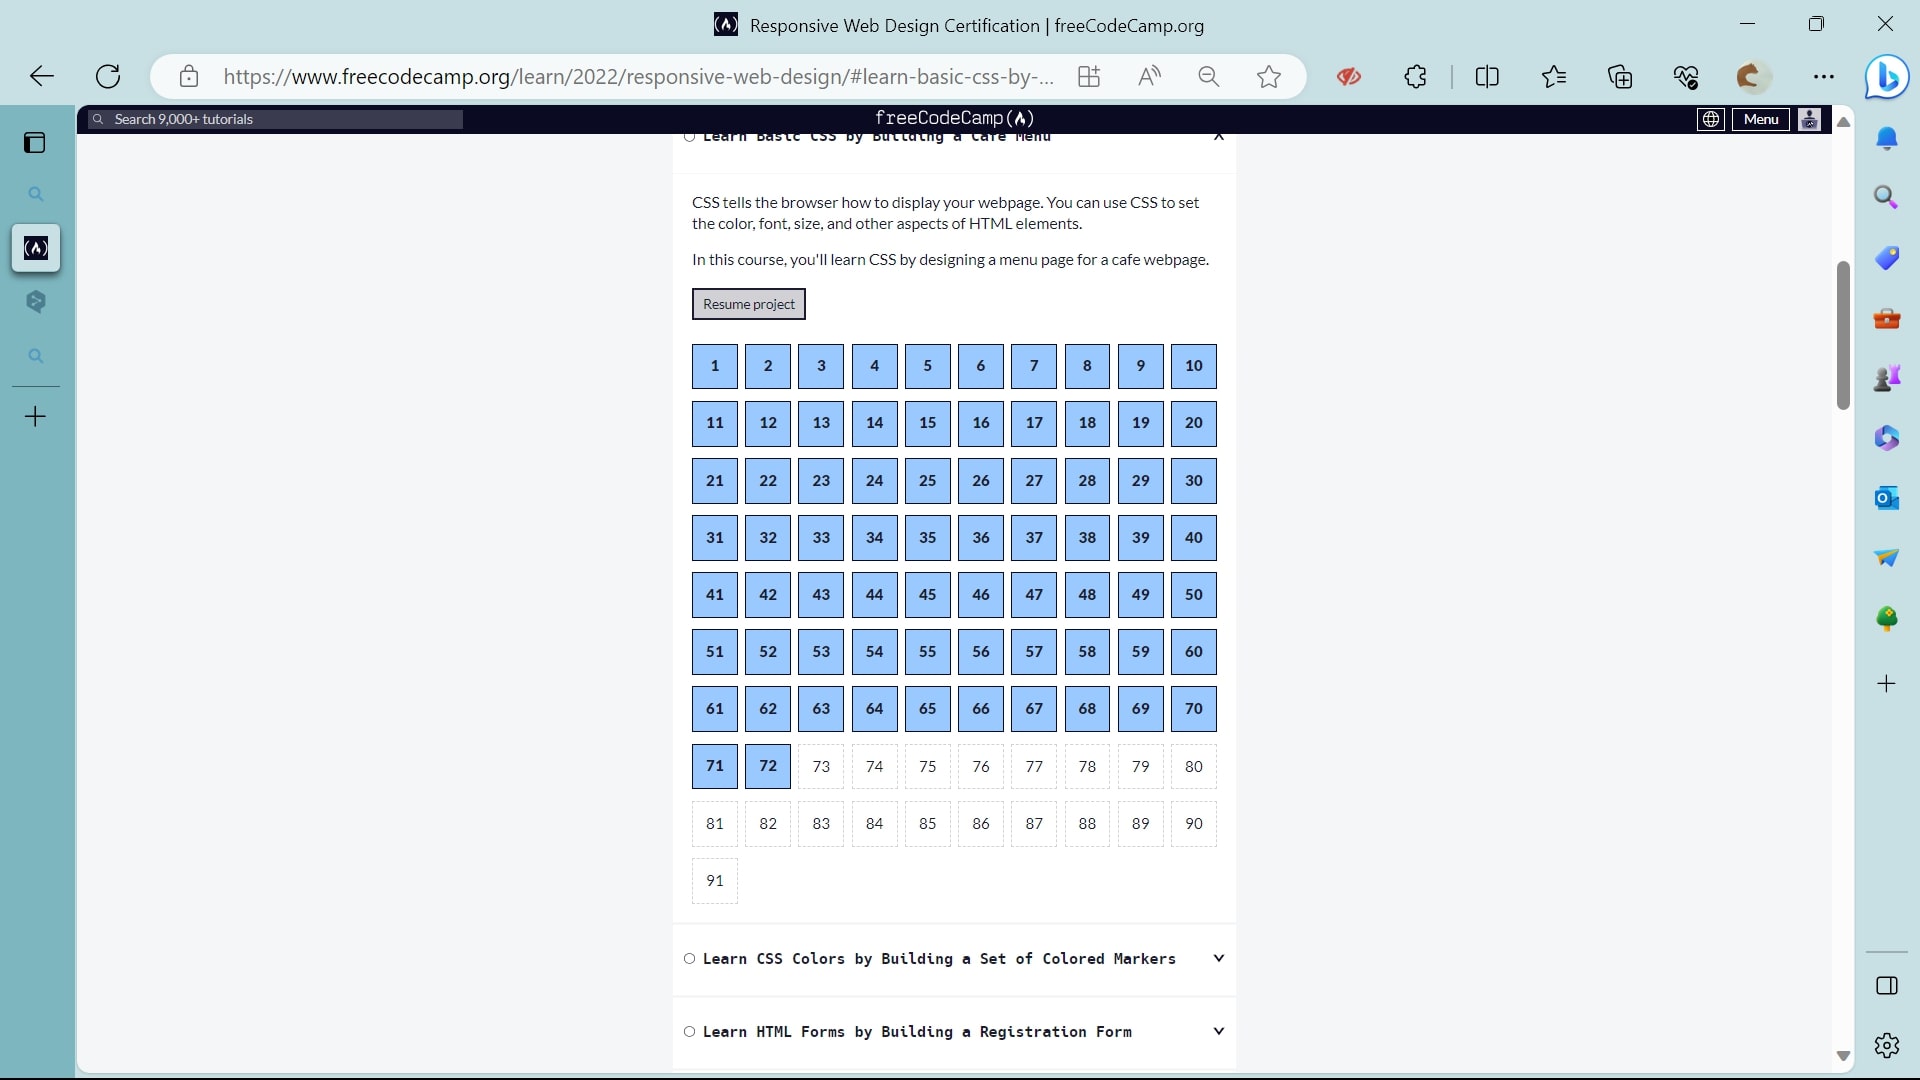 Responsive Web Design Certification | freeCodeCamp.org
https://www.freecodecamp.org/learn/2022/responsive-web-design/#learn-basic-css-by-...
Search 9,000+ tutorials
freeCodeCamp
Menu
Learn Basic CSS by Building a Cafe Menu
CSS tells the browser how to display your webpage. You can use CSS to set
the color, font, size, and other aspects of HTML elements.
In this course, you'll learn CSS by designing a menu page for a cafe webpage.
Resume project
1 2 3 4 5 6 7 8 9 10
11 12 13 14 15 16 17 18 19 20
21 22 23 24 25 26 27 28 29 30
31 32 33 34 35 36 37 38 39 40
41 42 43 44 45 46 47 48 49 50
51 52 53 54 55 56 57 58 59 60
61 62 63 64 65 66 67 68 69 70
71 72 73 74 75 76 77 78 79 80
81 82 83 84 85 86 87 88 89 90
91
Learn CSS Colors by Building a Set of Colored Markers
Learn HTML Forms by Building a Registration Form